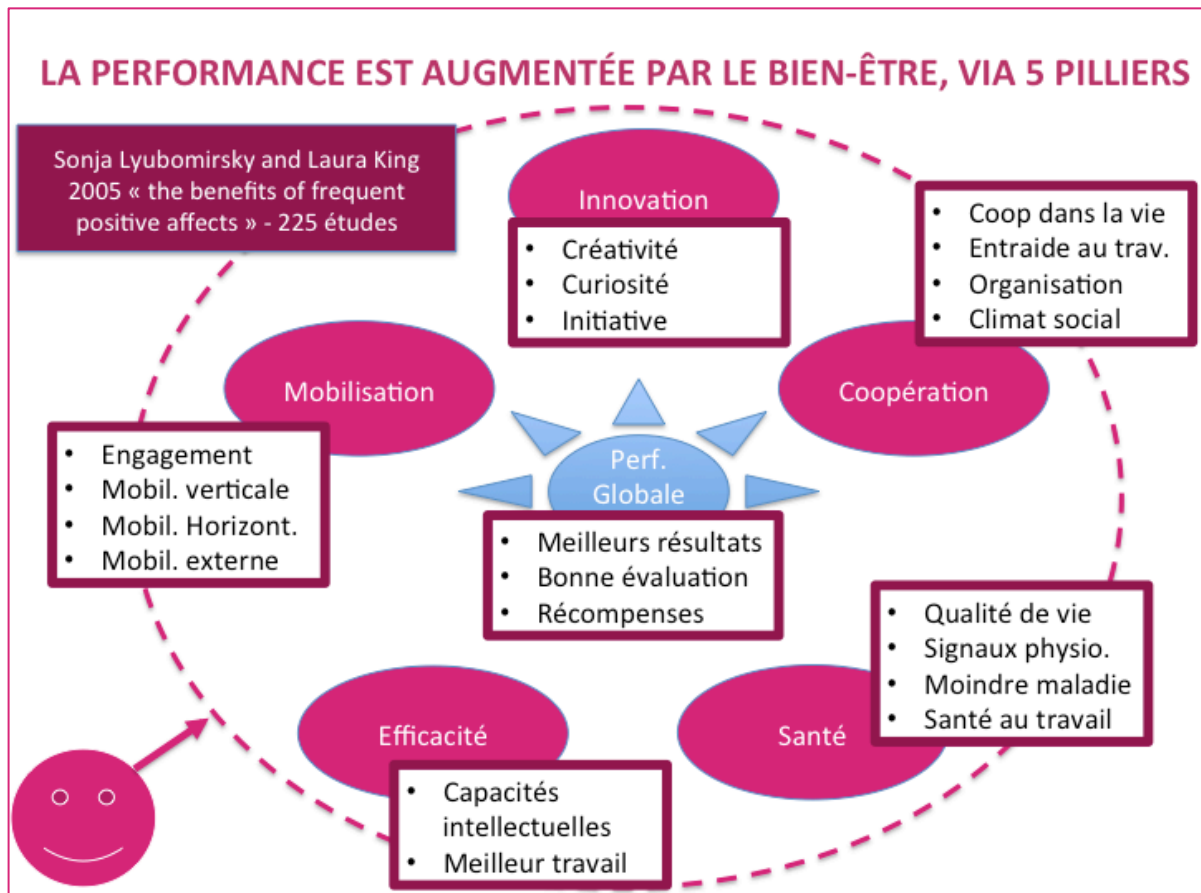 LA PERFORMANCE EST AUGMENTÉE PAR LE BIEN-ÊTRE, VIA 5 PILLIERS
Sonja Lyubomirsky and Laura King
2005 « the benefits of frequent
positive affects » - 225 études
Innovation
• Créativité
• Curiosité
• Initiative
• Coop dans la vie
• Entraide au trav.
• Organisation
• Climat social
Mobilisation
Coopération
• Engagement
• Mobil. verticale
• Mobil. Horizont.
• Mobil. externe
Perf.
Globale
• Meilleurs résultats
• Bonne évaluation
• Récompenses
• Qualité de vie
• Signaux physio.
• Moindre maladie
• Santé au travail
Efficacité
Santé
• Capacités
intellectuelles
• Meilleur travail